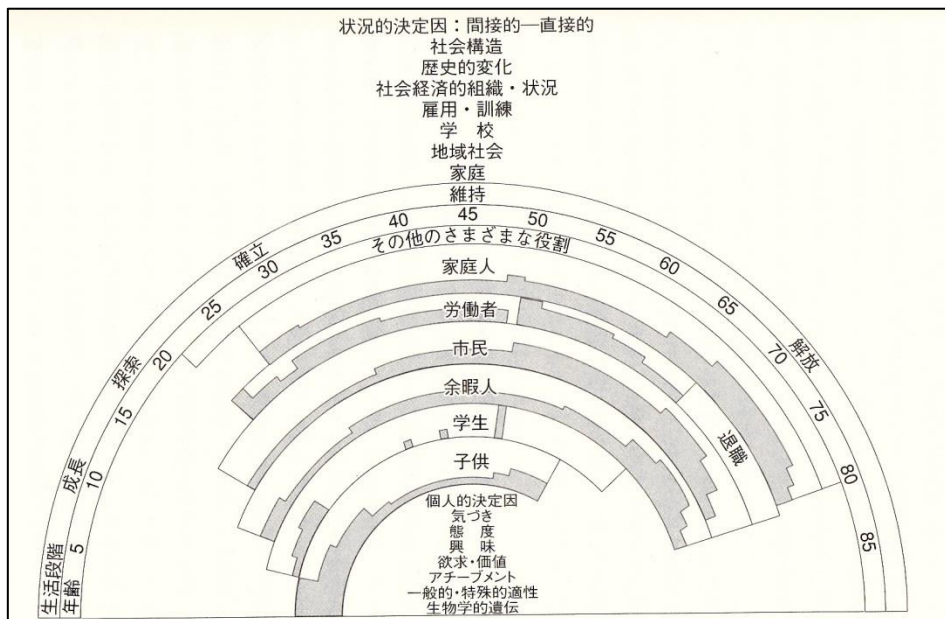 状況的決定因：間接的―直接的
社会構造
歴史的変化
社会経済的組織・状況
雇用・訓練
学　校
地域社会
家庭
維持
確立
探索
成長
生活段階
解放
年齢
5
10
15
20
25
30
35
40
45
50
55
60
65
70
75
80
85
その他のさまざまな役割
家庭人
労働者
市民
余暇人
学生
子供
退職
個人的決定因
気づき
態　度
興　味
欲求・価値
アチーブメント
一般的・特殊的適性
生物学的遺伝